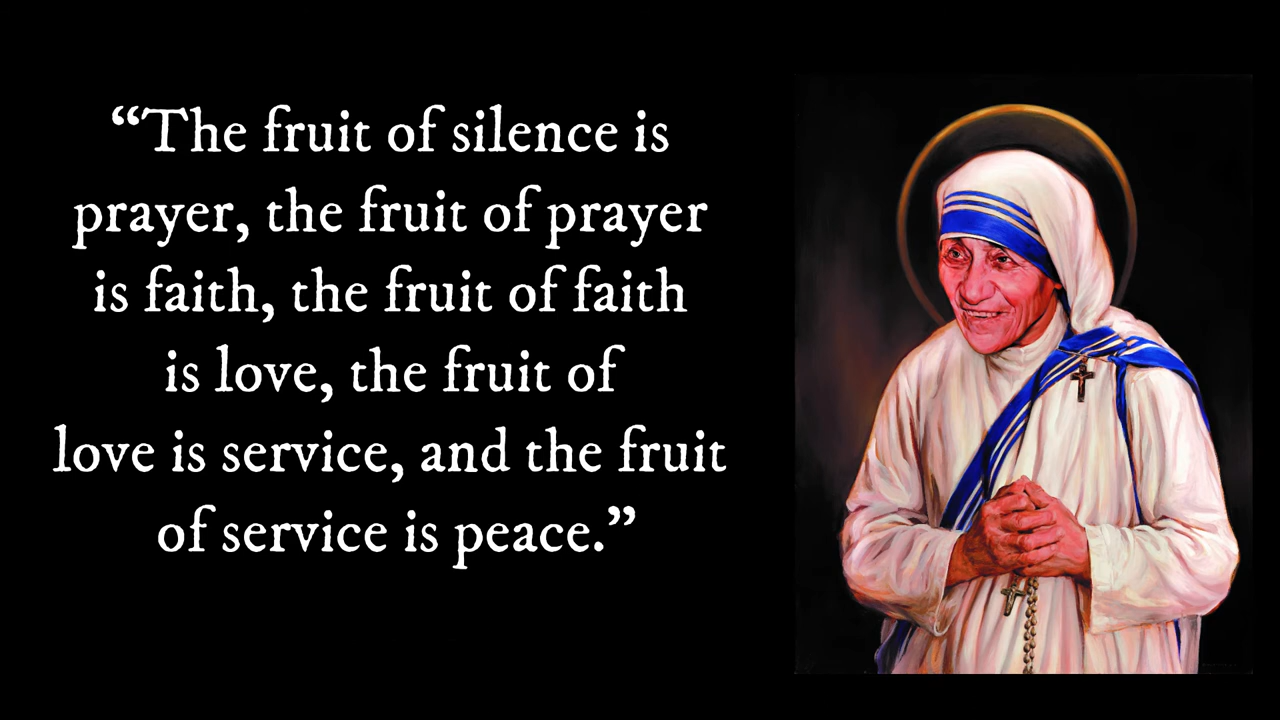 “The fruit of silence is
prayer, the fruit of prayer
is faith, the fruit of faith
is love, the fruit of
love is service, and the fruit
of service is peace.”